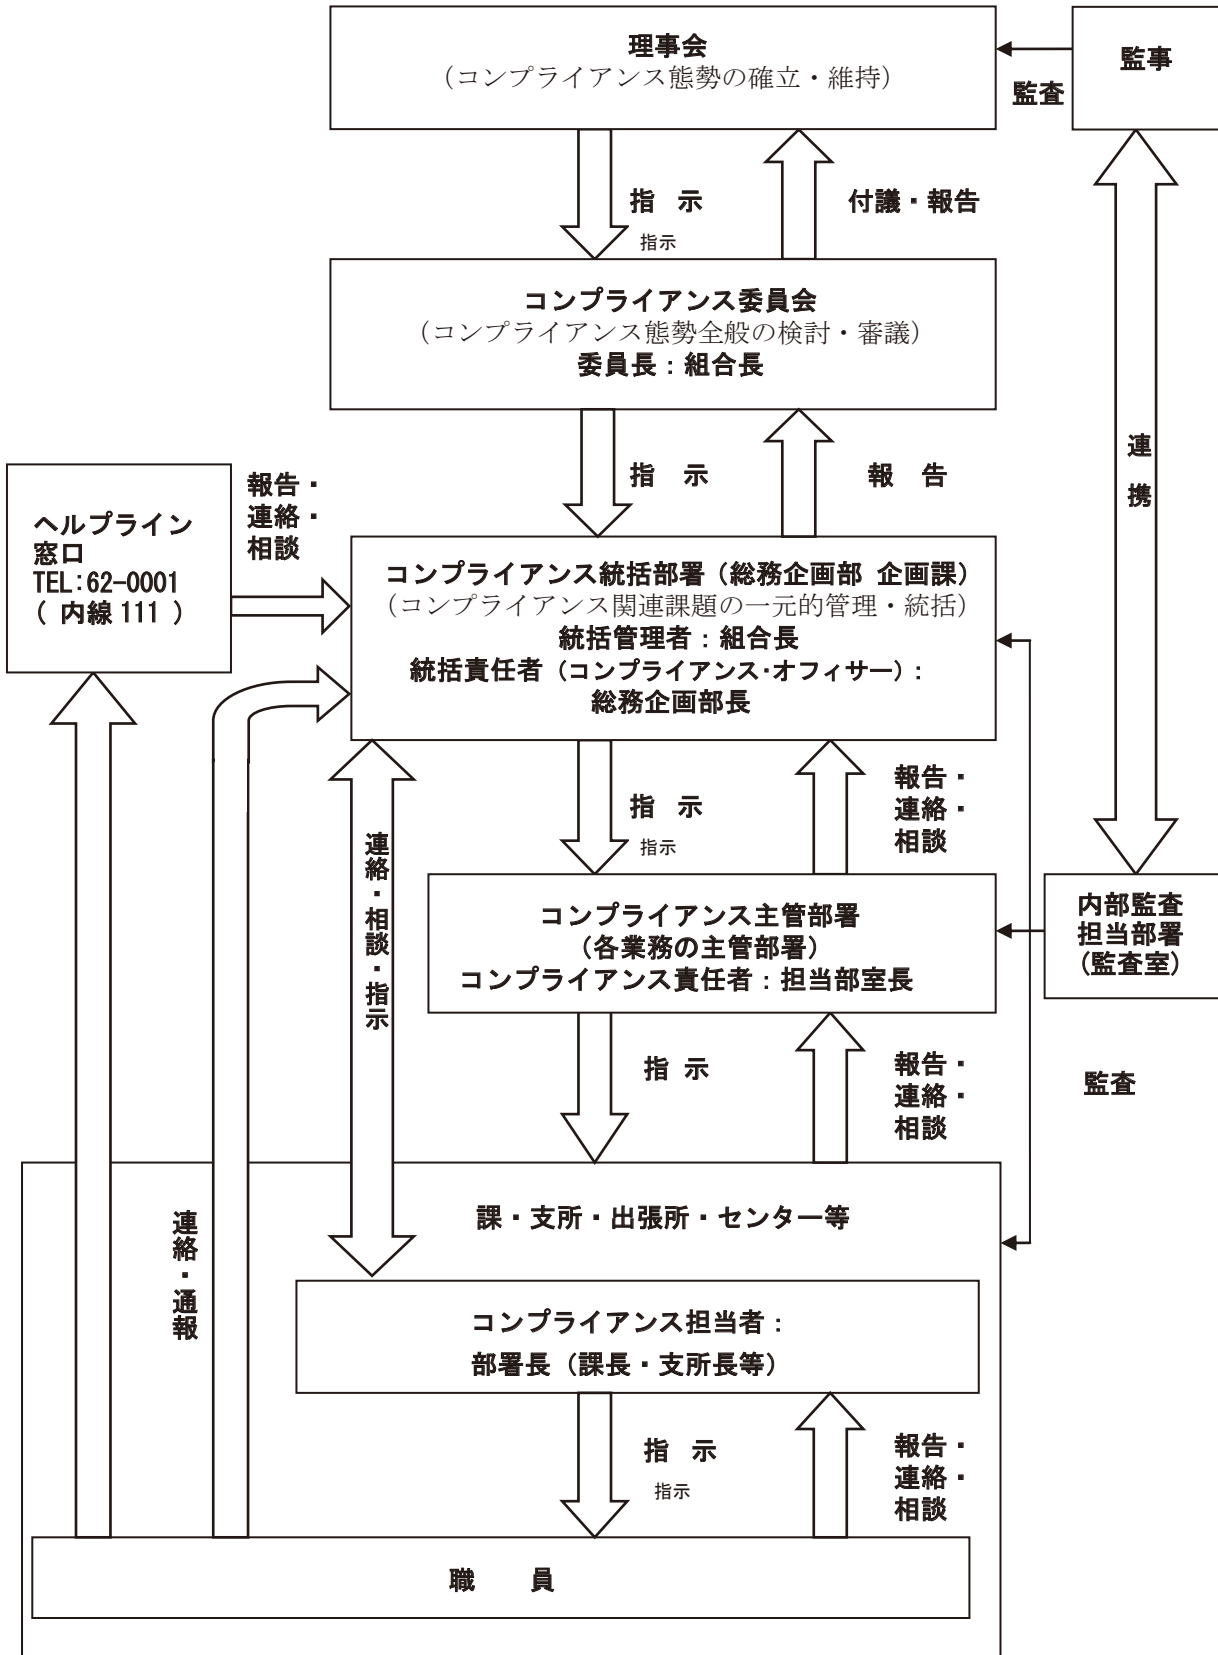 理事会
（コンプライアンス態勢の確立・維持）
監事
監査
指 示
指示
付議・報告
コンプライアンス委員会
（コンプライアンス態勢全般の検討・審議）
委員長：組合長
指 示
報 告
連携
ヘルプライン
窓口
TEL:62-0001
( 内線 111 )
報告・
連絡・
相談
コンプライアンス統括部署（総務企画部 企画課）
（コンプライアンス関連課題の一元的管理・統括）
統括管理者：組合長
統括責任者（コンプライアンス・オフィサー）：
総務企画部長
指 示
指示
報告・
連絡・
相談
連絡・相談・指示
コンプライアンス主管部署
（各業務の主管部署）
コンプライアンス責任者：担当部室長
内部監査
担当部署
(監査室)
指 示
報告・
連絡・
相談
監査
課・支所・出張所・センター等
連絡・通報
コンプライアンス担当者：
部署長（課長・支所長等）
指 示
指示
報告・
連絡・
相談
職 員